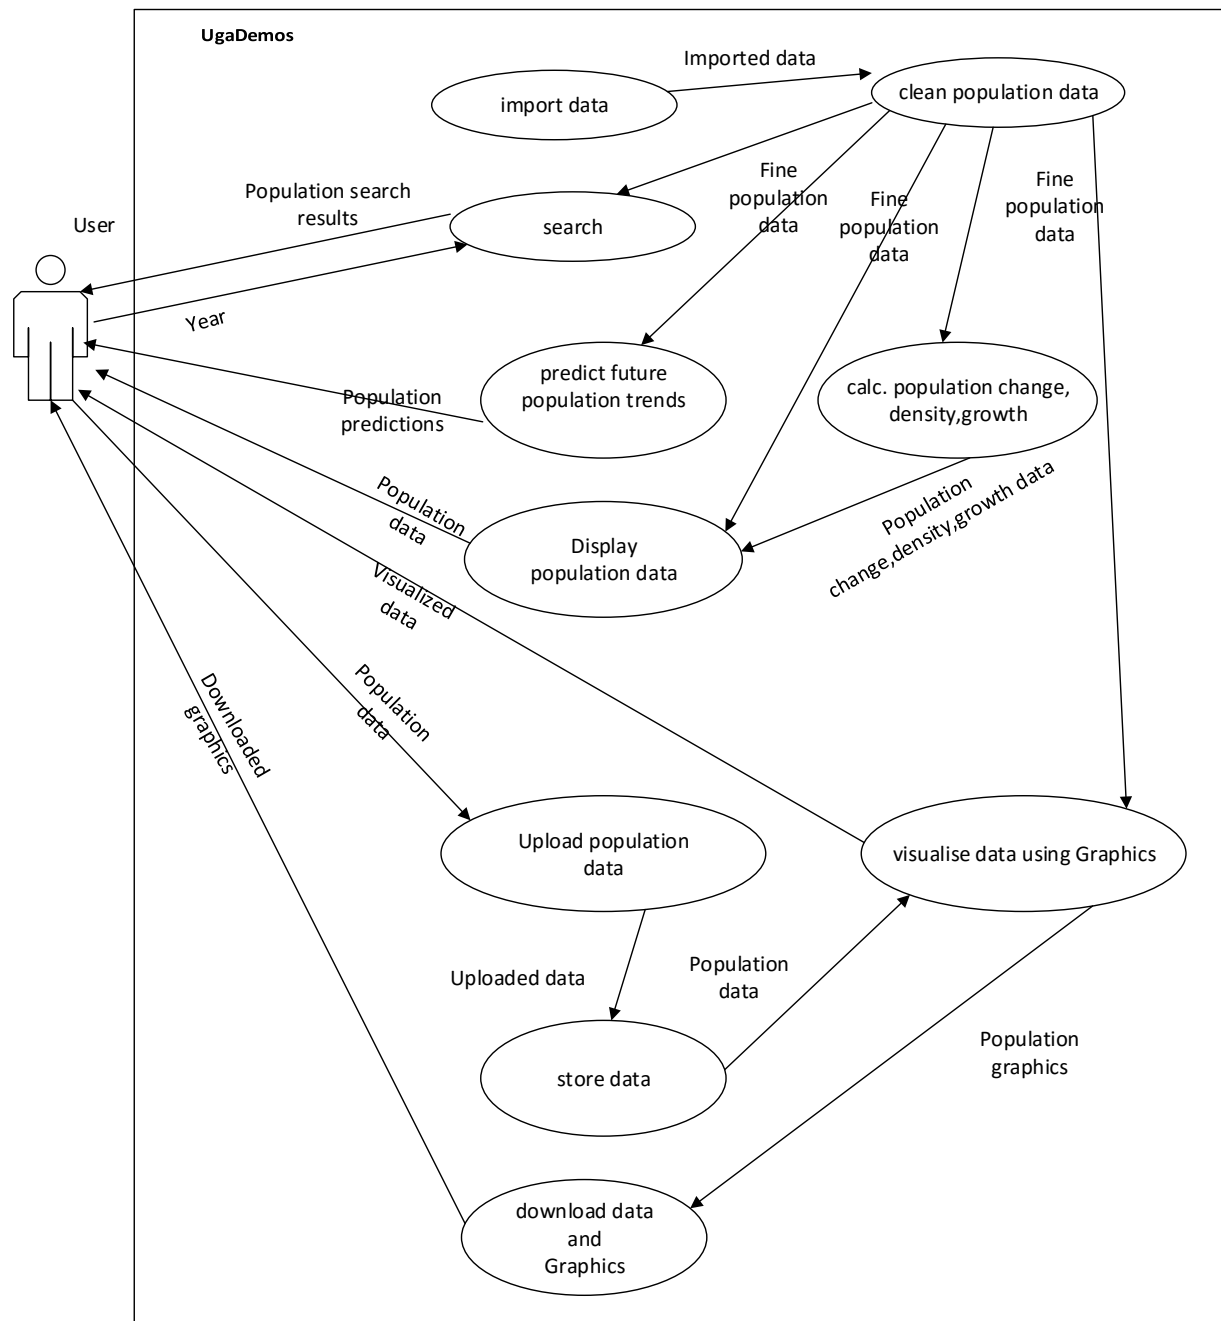 UgaDemos
Imported data
import data
clean population data
Fine
population
data
Fine
population
data
Fine
population
data
Population search
results
User
search
Year
predict future
population trends
calc. population change,
density,growth
Population
predictions
Population
change,density,growth data
Population
data
Display
population data
Visualized
data
Population
data
Downloaded
graphics
Upload population
data
visualise data using Graphics
Uploaded data
Population
data
Population
graphics
store data
download data
and
Graphics